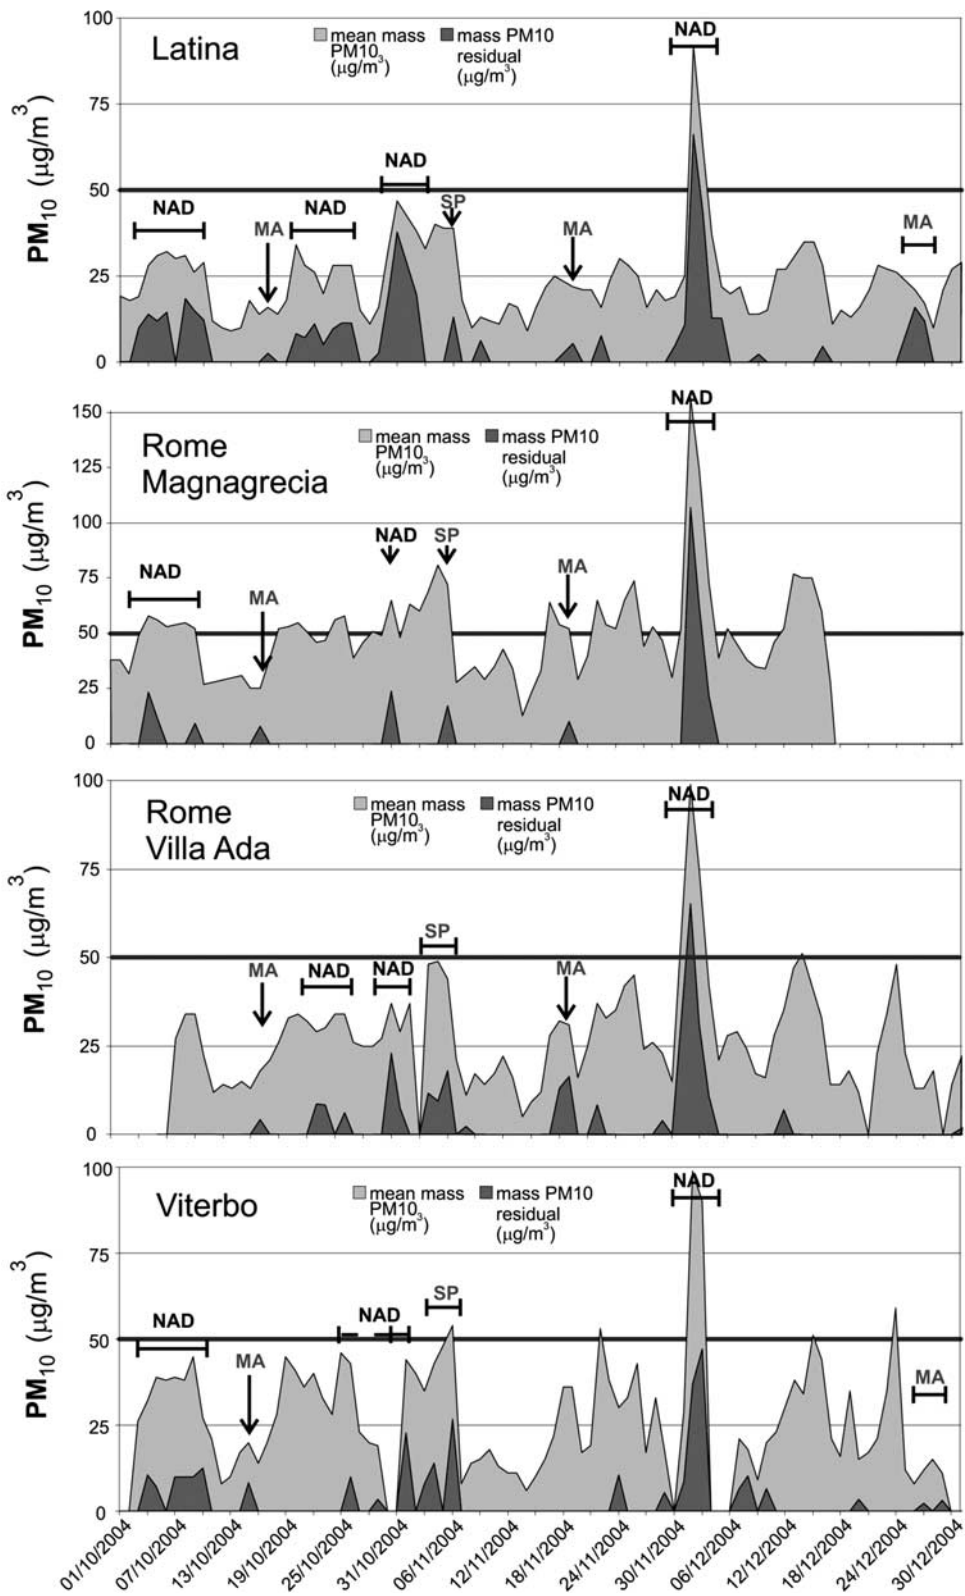 Latina
mean mass PM10₃ (µg/m³)
mass PM10 residual (µg/m³)
PM₁₀ (µg/m³)
100
75
50
25
0
NAD
MA
NAD
NAD
SP
MA
NAD
MA
Rome Magnagrecia
mean mass PM10₃ (µg/m³)
mass PM10 residual (µg/m³)
PM₁₀ (µg/m³)
150
125
100
75
50
25
0
NAD
MA
NAD
SP
MA
NAD
Rome Villa Ada
mean mass PM10₃ (µg/m³)
mass PM10 residual (µg/m³)
PM₁₀ (µg/m³)
100
75
50
25
0
MA
NAD
NAD
SP
MA
NAD
Viterbo
mean mass PM10₃ (µg/m³)
mass PM10 residual (µg/m³)
PM₁₀ (µg/m³)
100
75
50
25
0
NAD
MA
NAD
SP
NAD
MA
01/10/2004
07/10/2004
13/10/2004
19/10/2004
25/10/2004
31/10/2004
06/11/2004
12/11/2004
18/11/2004
24/11/2004
30/11/2004
06/12/2004
12/12/2004
18/12/2004
24/12/2004
30/12/2004